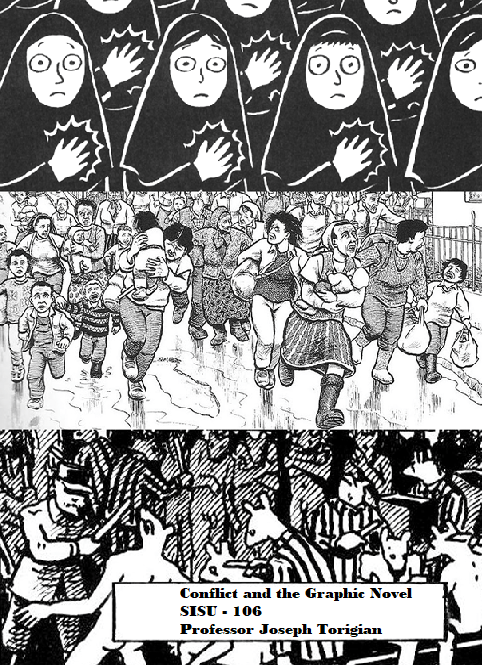 Conflict and the Graphic Novel
SISU - 106
Professor Joseph Torigian